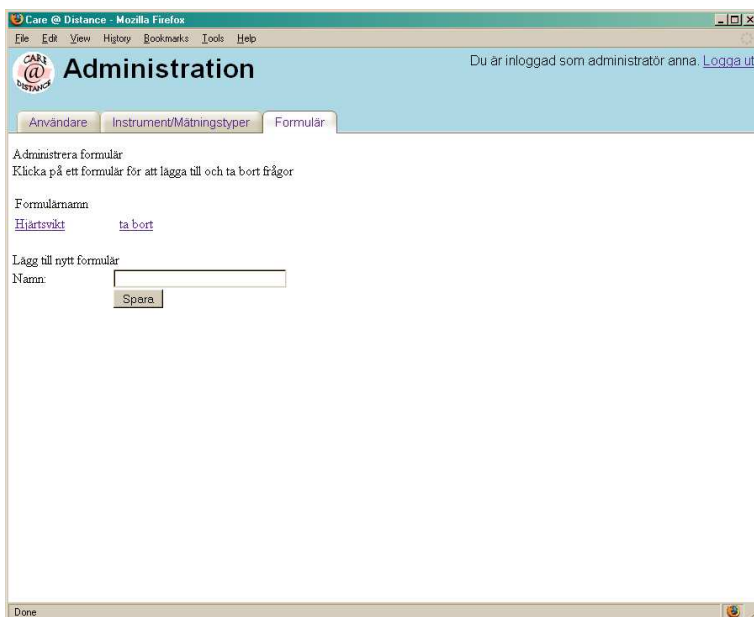 Care @ Distance - Mozilla Firefox
File Edit View History Bookmarks Tools Help
CARE @ DISTANCE
Administration
Du är inloggad som administratör anna. Logga ut
Användare Instrument/Mätningstyper Formulär
Administrera formulär
Klicka på ett formulär för att lägga till och ta bort frågor
Formulärnamn
Hjärtsvikt ta bort
Lägg till nytt formulär
Namn:
Spara
Done